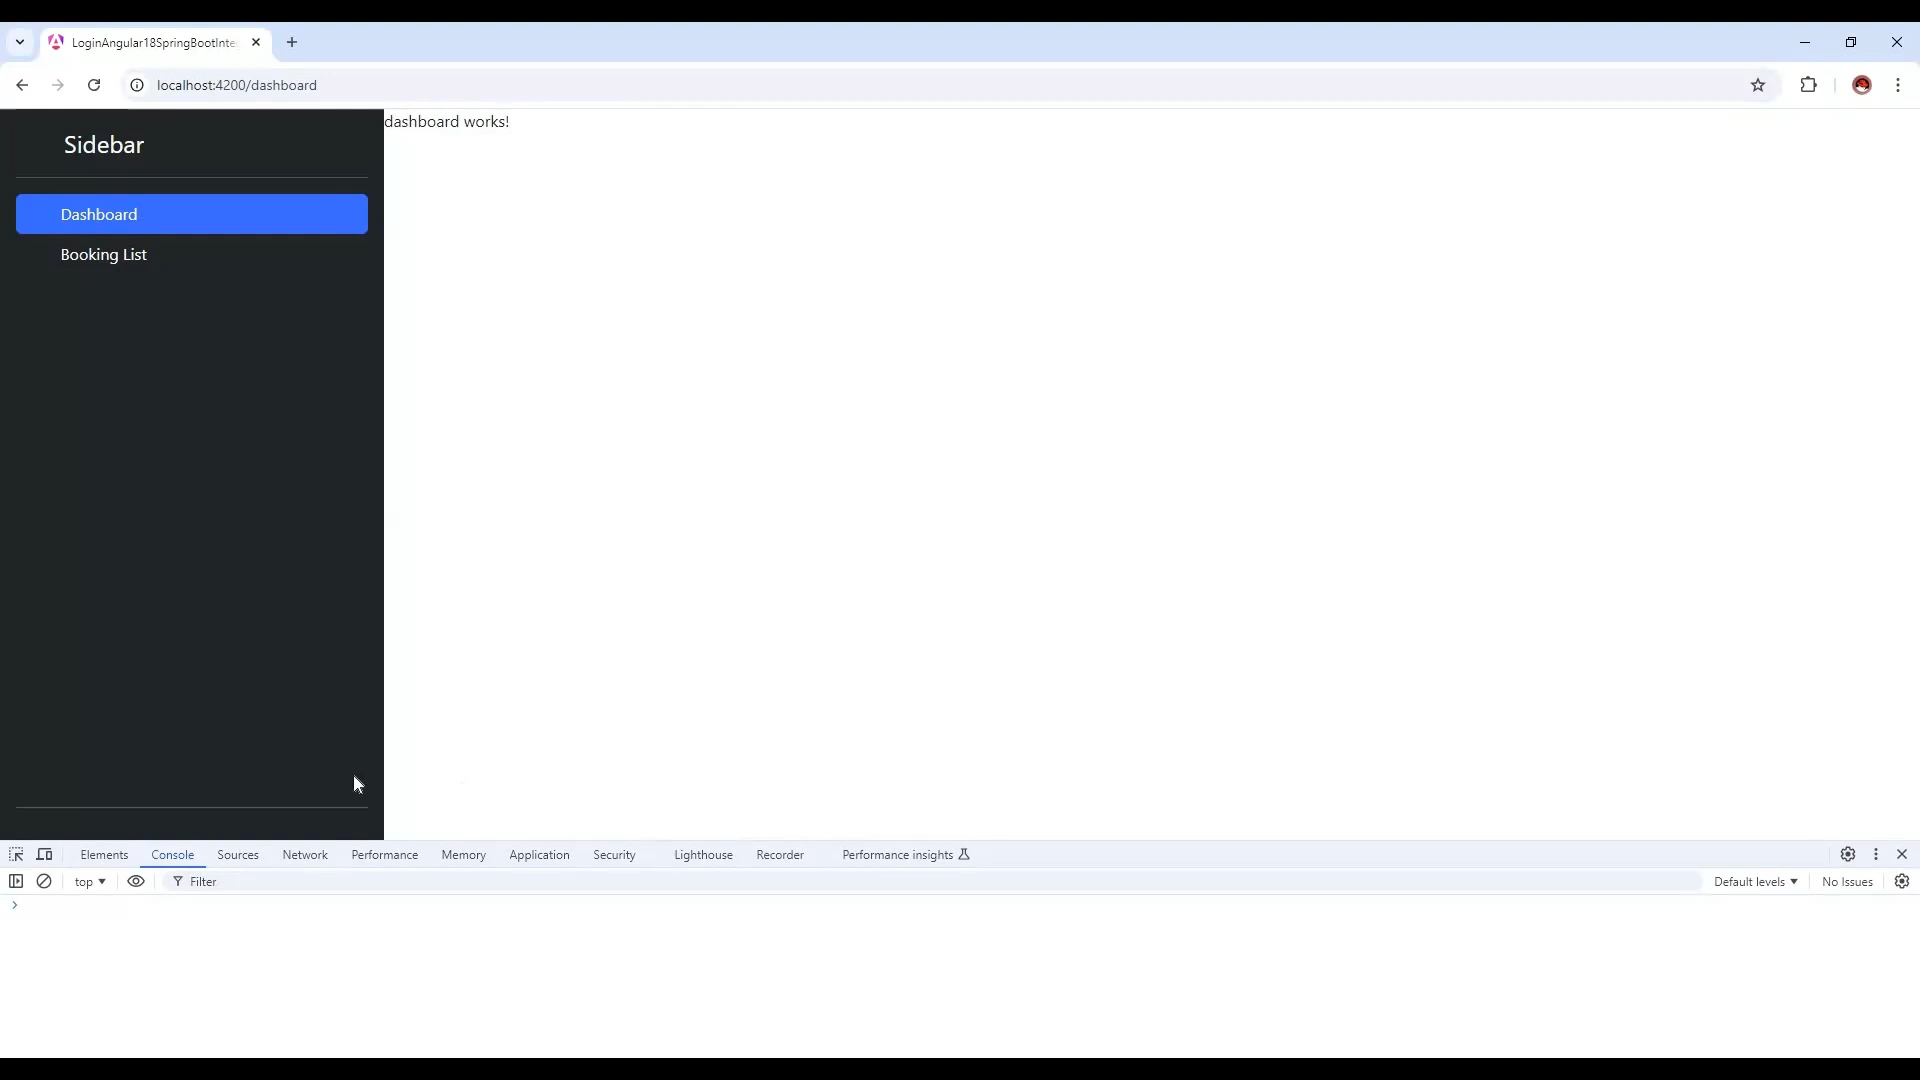 LoginAngular18SpringBootInte
localhost:4200/dashboard
Sidebar
dashboard works!
Dashboard
Booking List
Elements Console Sources Network Performance Memory Application Security Lighthouse Recorder Performance insights
top Filter Default levels No Issues